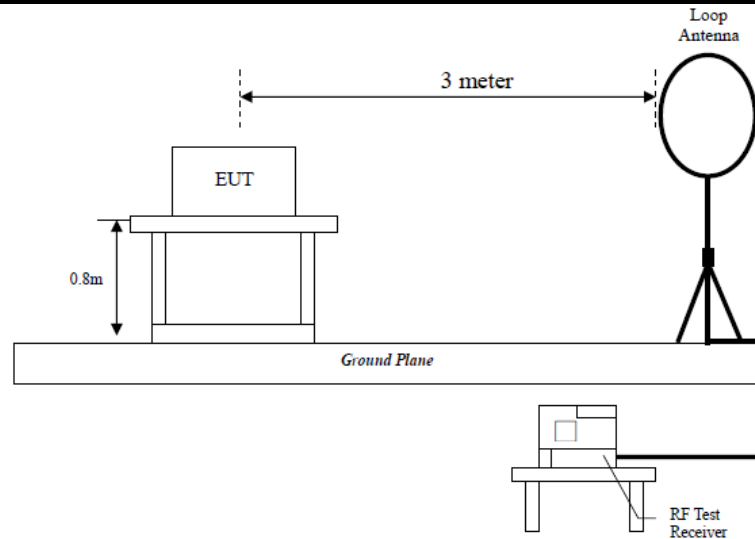 Loop
Antenna
3 meter
EUT
0.8m
Ground Plane
RF Test
Receiver